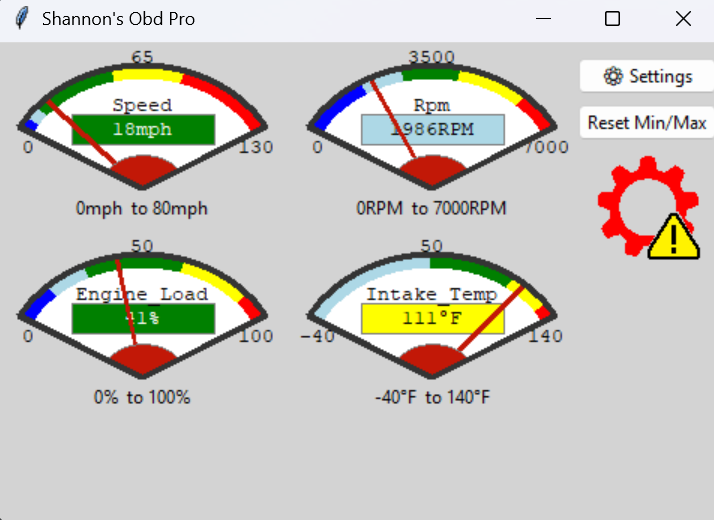 Shannon's Obd Pro
65
Speed
18mph
0
130
0mph to 80mph
3500
Rpm
1986RPM
0
7000
0RPM to 7000RPM
Settings
Reset Min/Max
50
Engine_Load
41%
0
100
0% to 100%
50
Intake_Temp
111°F
-40
140
-40°F to 140°F